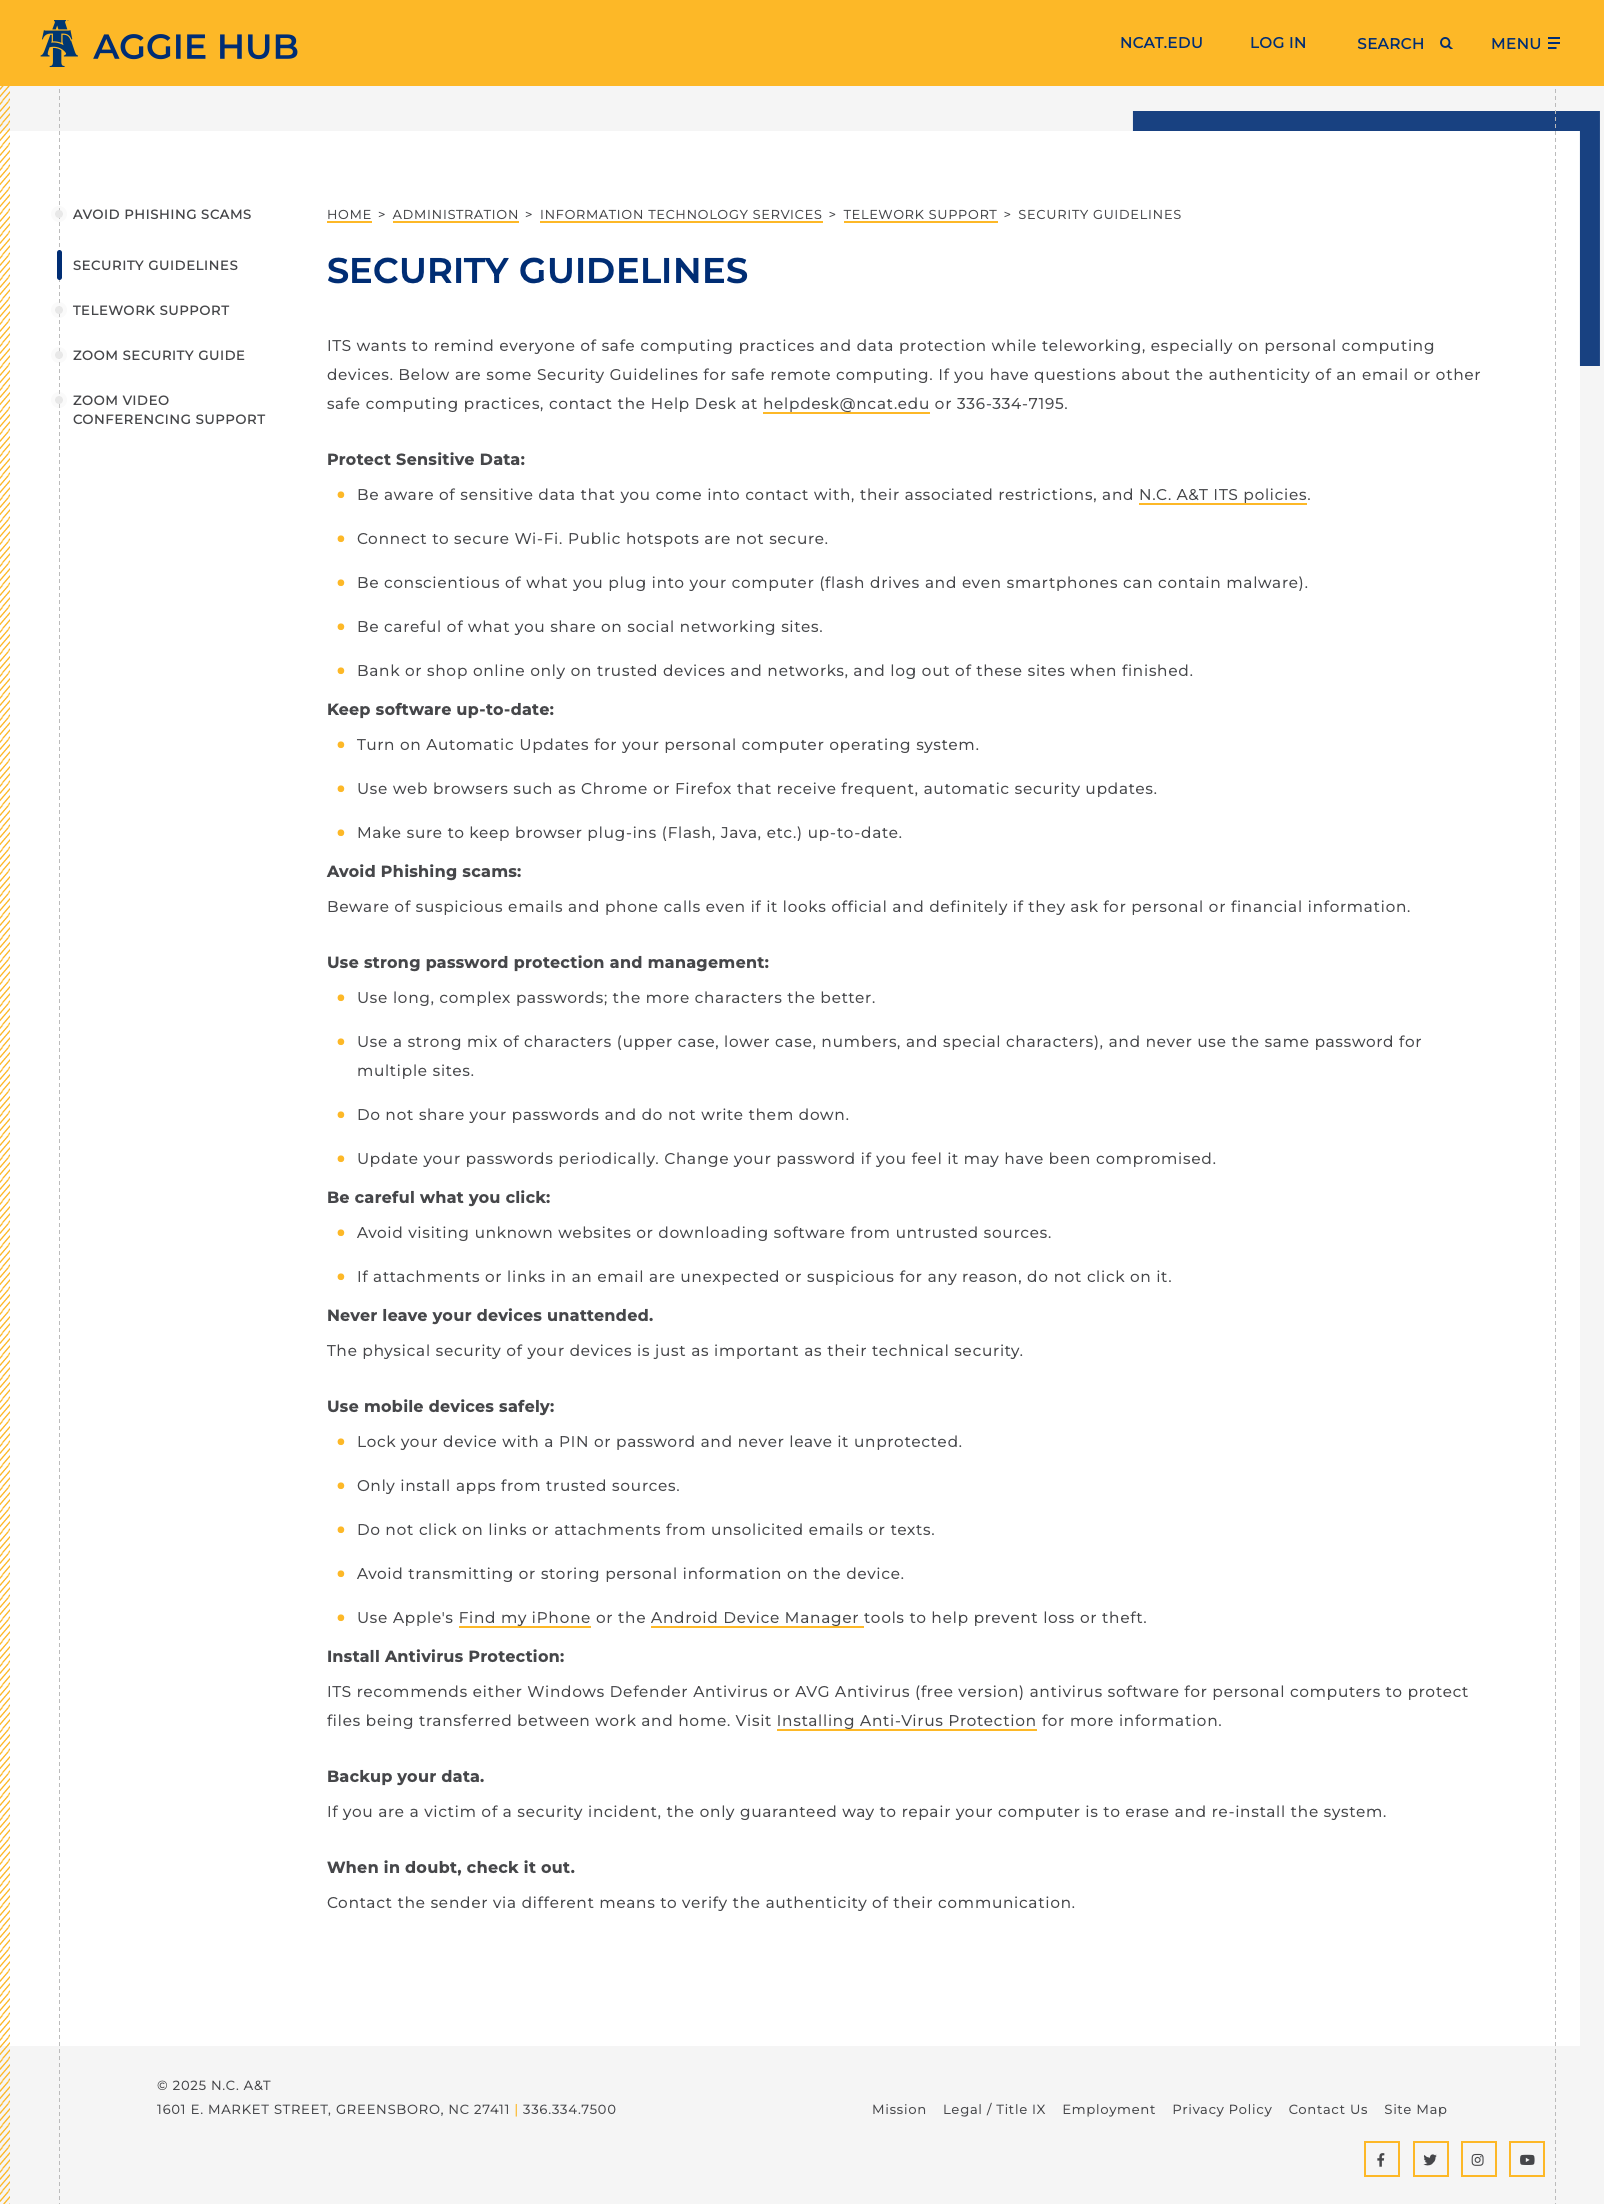 AGGIE HUB
NCAT.EDU
LOG IN
SEARCH
MENU
AVOID PHISHING SCAMS
SECURITY GUIDELINES
TELEWORK SUPPORT
ZOOM SECURITY GUIDE
ZOOM VIDEO
CONFERENCING SUPPORT
HOME > ADMINISTRATION > INFORMATION TECHNOLOGY SERVICES > TELEWORK SUPPORT > SECURITY GUIDELINES
SECURITY GUIDELINES
ITS wants to remind everyone of safe computing practices and data protection while teleworking, especially on personal computing
devices. Below are some Security Guidelines for safe remote computing. If you have questions about the authenticity of an email or other
safe computing practices, contact the Help Desk at helpdesk@ncat.edu or 336-334-7195.
Protect Sensitive Data:
Be aware of sensitive data that you come into contact with, their associated restrictions, and N.C. A&T ITS policies.
Connect to secure Wi-Fi. Public hotspots are not secure.
Be conscientious of what you plug into your computer (flash drives and even smartphones can contain malware).
Be careful of what you share on social networking sites.
Bank or shop online only on trusted devices and networks, and log out of these sites when finished.
Keep software up-to-date:
Turn on Automatic Updates for your personal computer operating system.
Use web browsers such as Chrome or Firefox that receive frequent, automatic security updates.
Make sure to keep browser plug-ins (Flash, Java, etc.) up-to-date.
Avoid Phishing scams:
Beware of suspicious emails and phone calls even if it looks official and definitely if they ask for personal or financial information.
Use strong password protection and management:
Use long, complex passwords; the more characters the better.
Use a strong mix of characters (upper case, lower case, numbers, and special characters), and never use the same password for
multiple sites.
Do not share your passwords and do not write them down.
Update your passwords periodically. Change your password if you feel it may have been compromised.
Be careful what you click:
Avoid visiting unknown websites or downloading software from untrusted sources.
If attachments or links in an email are unexpected or suspicious for any reason, do not click on it.
Never leave your devices unattended.
The physical security of your devices is just as important as their technical security.
Use mobile devices safely:
Lock your device with a PIN or password and never leave it unprotected.
Only install apps from trusted sources.
Do not click on links or attachments from unsolicited emails or texts.
Avoid transmitting or storing personal information on the device.
Use Apple's Find my iPhone or the Android Device Manager tools to help prevent loss or theft.
Install Antivirus Protection:
ITS recommends either Windows Defender Antivirus or AVG Antivirus (free version) antivirus software for personal computers to protect
files being transferred between work and home. Visit Installing Anti-Virus Protection for more information.
Backup your data.
If you are a victim of a security incident, the only guaranteed way to repair your computer is to erase and re-install the system.
When in doubt, check it out.
Contact the sender via different means to verify the authenticity of their communication.
© 2025 N.C. A&T
1601 E. MARKET STREET, GREENSBORO, NC 27411 | 336.334.7500
Mission Legal / Title IX Employment Privacy Policy Contact Us Site Map